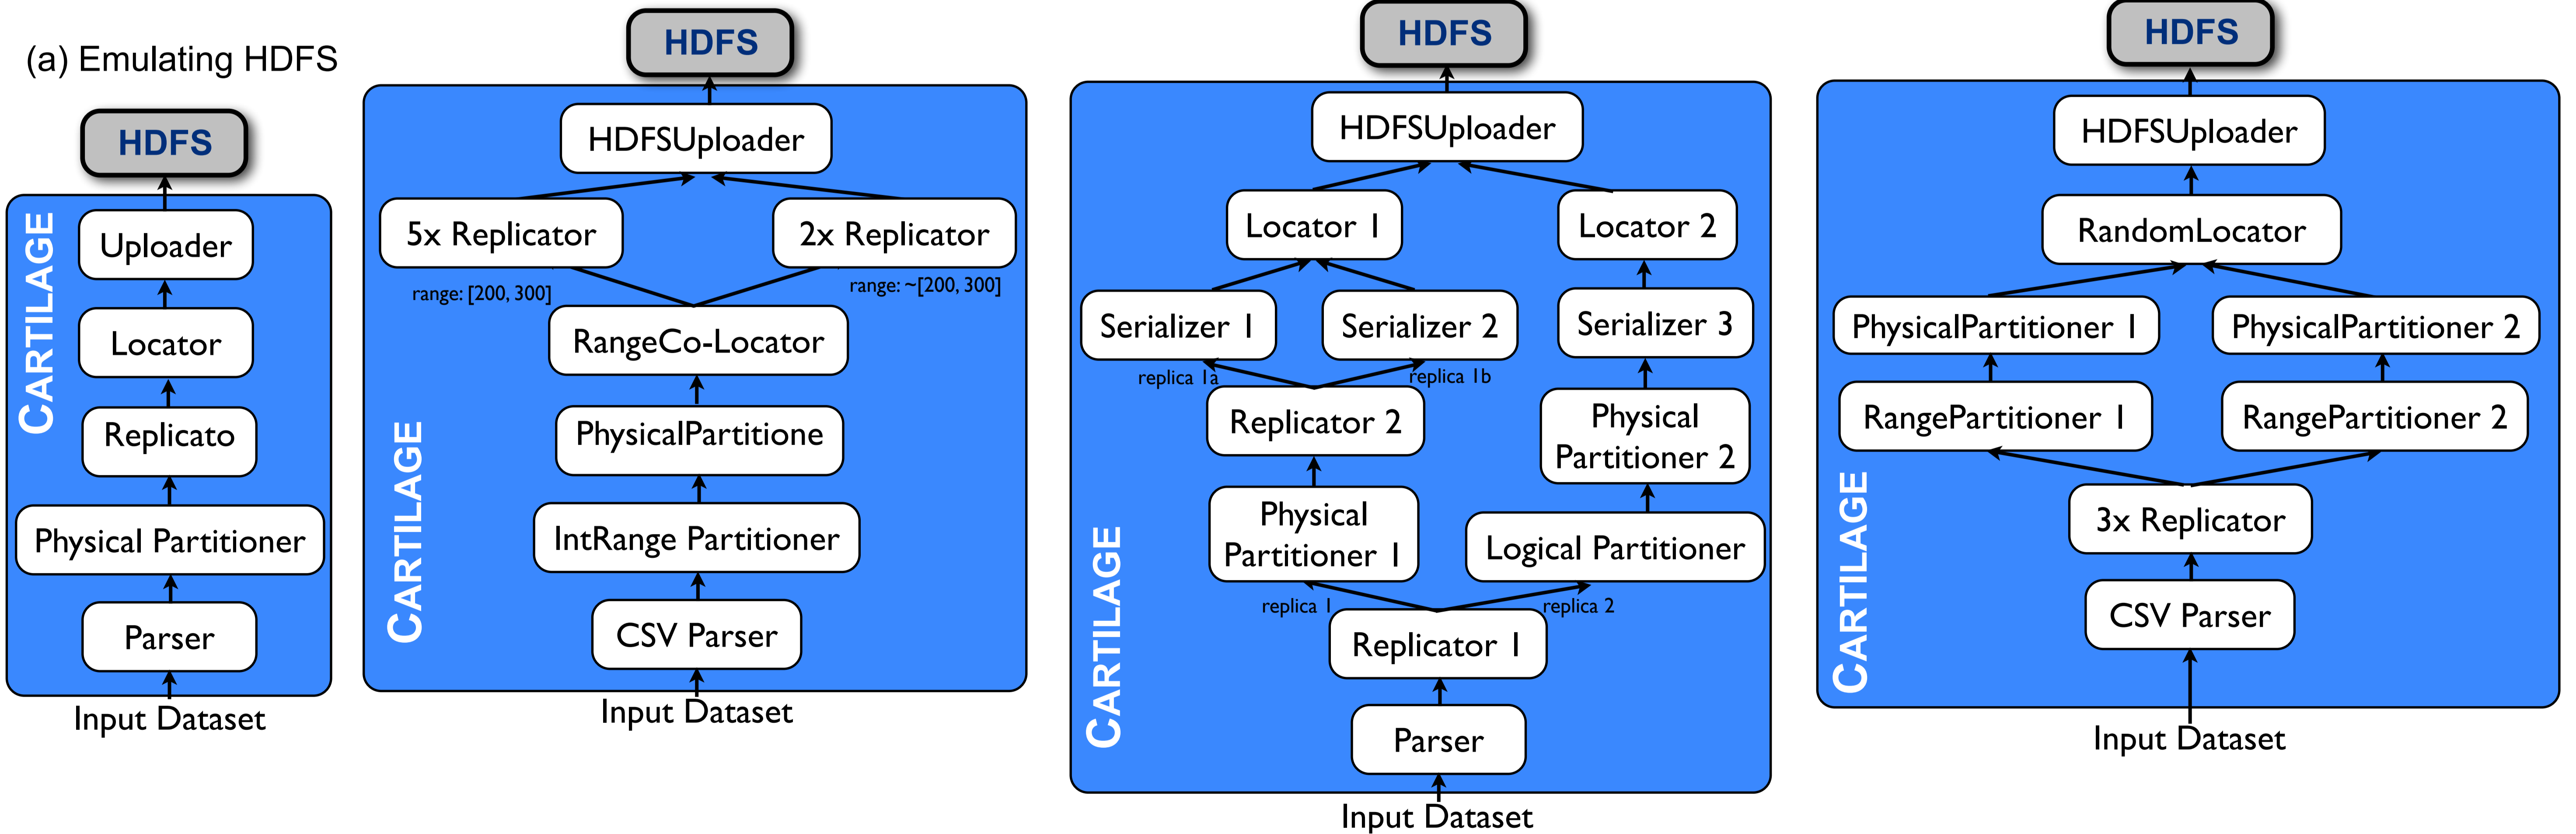 (a) Emulating HDFS
HDFS
CARTILAGE
Uploader
Locator
Replicato
Physical Partitioner
Parser
Input Dataset
HDFS
CARTILAGE
HDFSUploader
5x Replicator
2x Replicator
range: [200, 300]
range: ~[200, 300]
RangeCo-Locator
PhysicalPartitione
IntRange Partitioner
CSV Parser
Input Dataset
HDFS
CARTILAGE
HDFSUploader
Locator 1
Locator 2
Serializer 1
Serializer 2
Serializer 3
replica 1a
replica 1b
Replicator 2
Physical
Partitioner 2
Physical
Partitioner 1
Logical Partitioner
replica 1
replica 2
Replicator 1
Parser
Input Dataset
HDFS
CARTILAGE
HDFSUploader
RandomLocator
PhysicalPartitioner 1
PhysicalPartitioner 2
RangePartitioner 1
RangePartitioner 2
3x Replicator
CSV Parser
Input Dataset